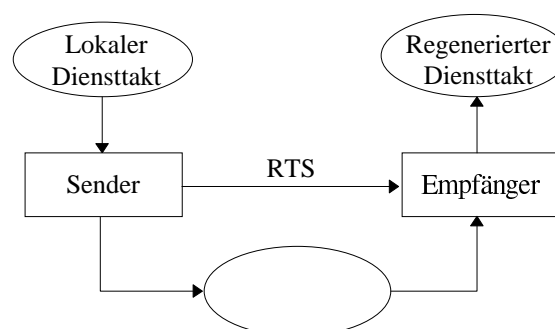 Lokaler
Diensttakt
Regenerierter
Diensttakt
Sender
RTS
Empfänger